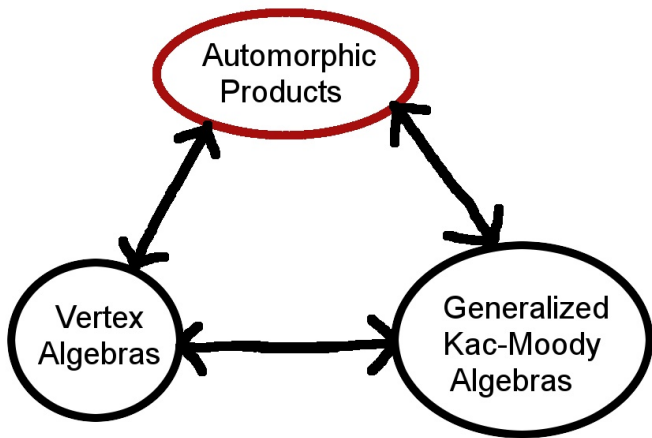 Automorphic
Products
Vertex
Algebras
Generalized
Kac-Moody
Algebras